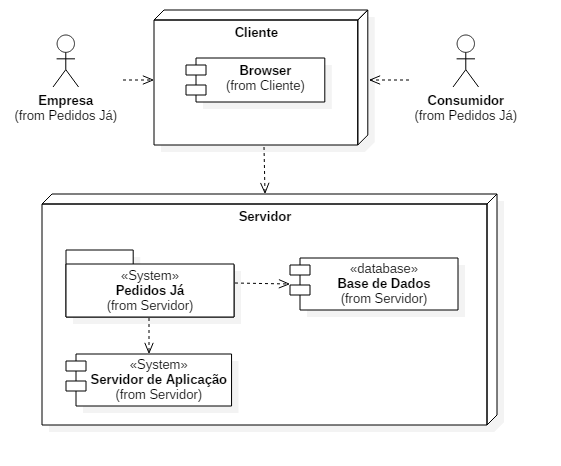 Cliente
Browser
(from Cliente)
Empresa
(from Pedidos Já)
Consumidor
(from Pedidos Já)
Servidor
«System»
Pedidos Já
(from Servidor)
«database»
Base de Dados
(from Servidor)
«System»
Servidor de Aplicação
(from Servidor)